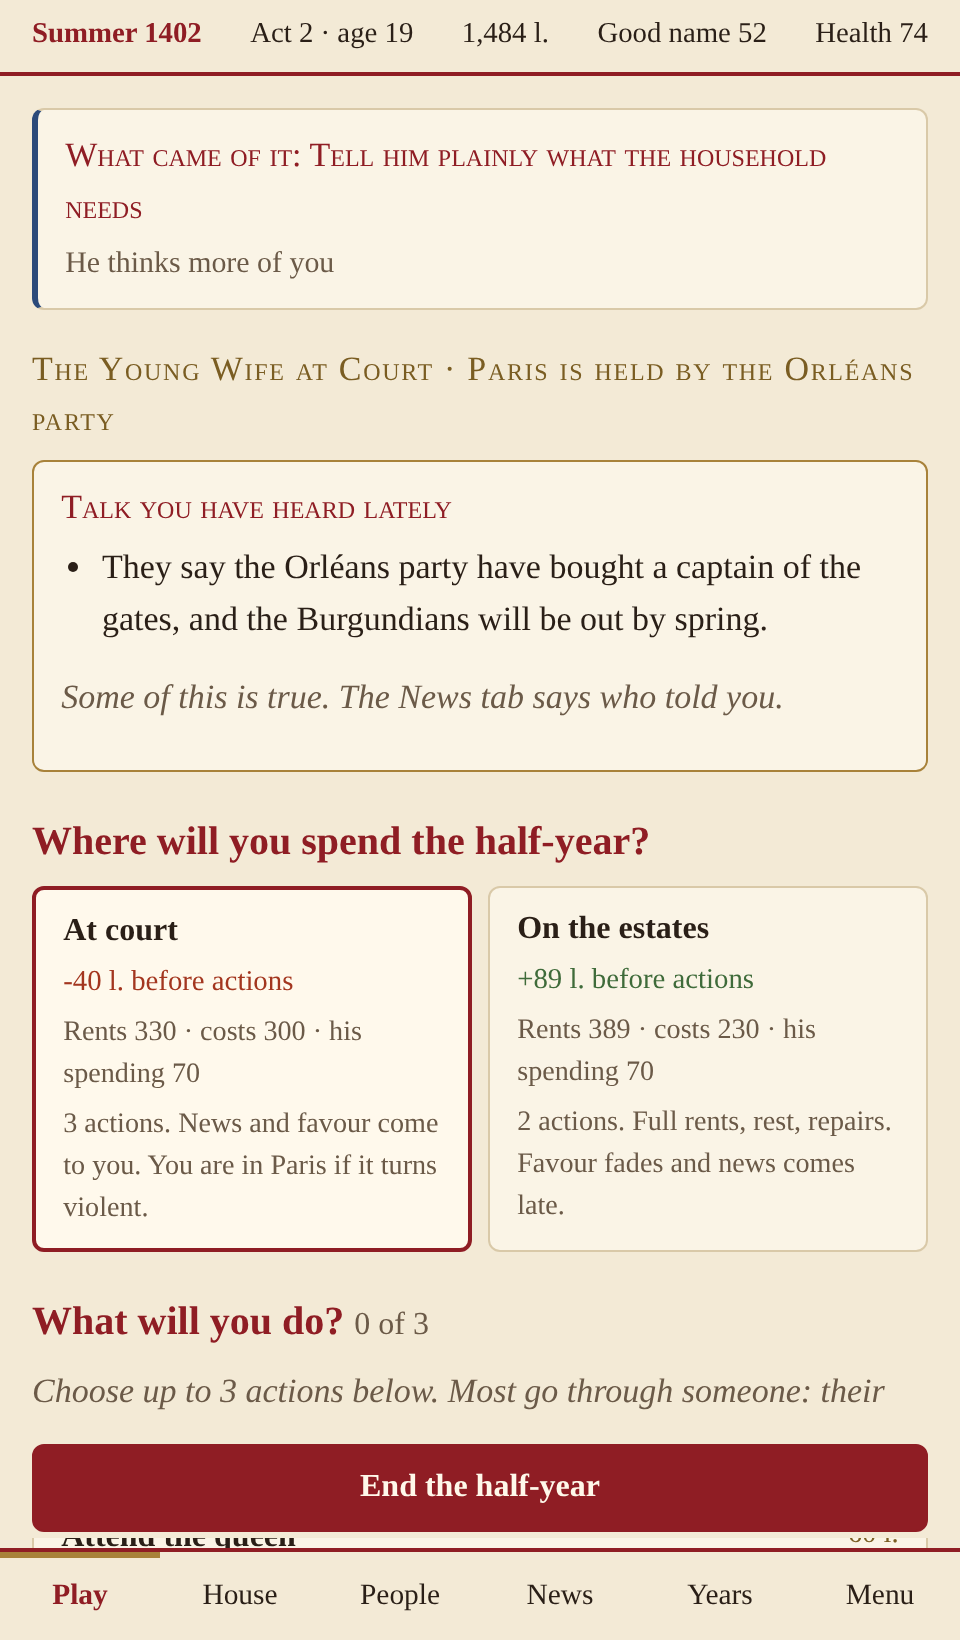 Summer 1402 Act 2 · age 19 1,484 l. Good name 52 Health 74
What came of it: Tell him plainly what the household
needs
He thinks more of you
The Young Wife at Court · Paris is held by the Orléans
party
Talk you have heard lately
• They say the Orléans party have bought a captain of the
gates, and the Burgundians will be out by spring.
Some of this is true. The News tab says who told you.
Where will you spend the half-year?
At court
-40 l. before actions
Rents 330 · costs 300 · his
spending 70
3 actions. News and favour come
to you. You are in Paris if it turns
violent.
On the estates
+89 l. before actions
Rents 389 · costs 230 · his
spending 70
2 actions. Full rents, rest, repairs.
Favour fades and news comes
late.
What will you do? 0 of 3
Choose up to 3 actions below. Most go through someone: their
End the half-year
Attend the queen
Play House People News Years Menu